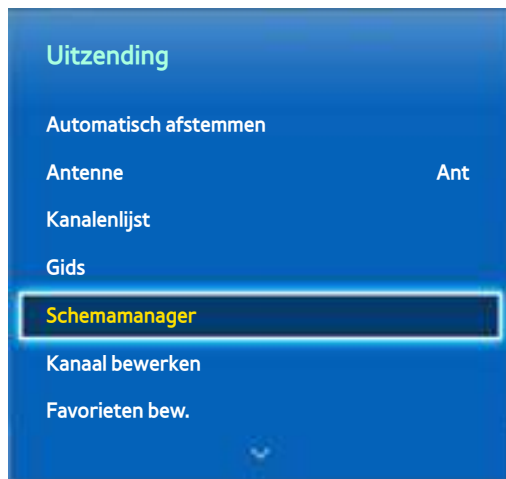 Uitzending
Automatisch afstemmen
Antenne Ant
Kanalenlijst
Gids
Schemamanager
Kanaal bewerken
Favorieten bew.